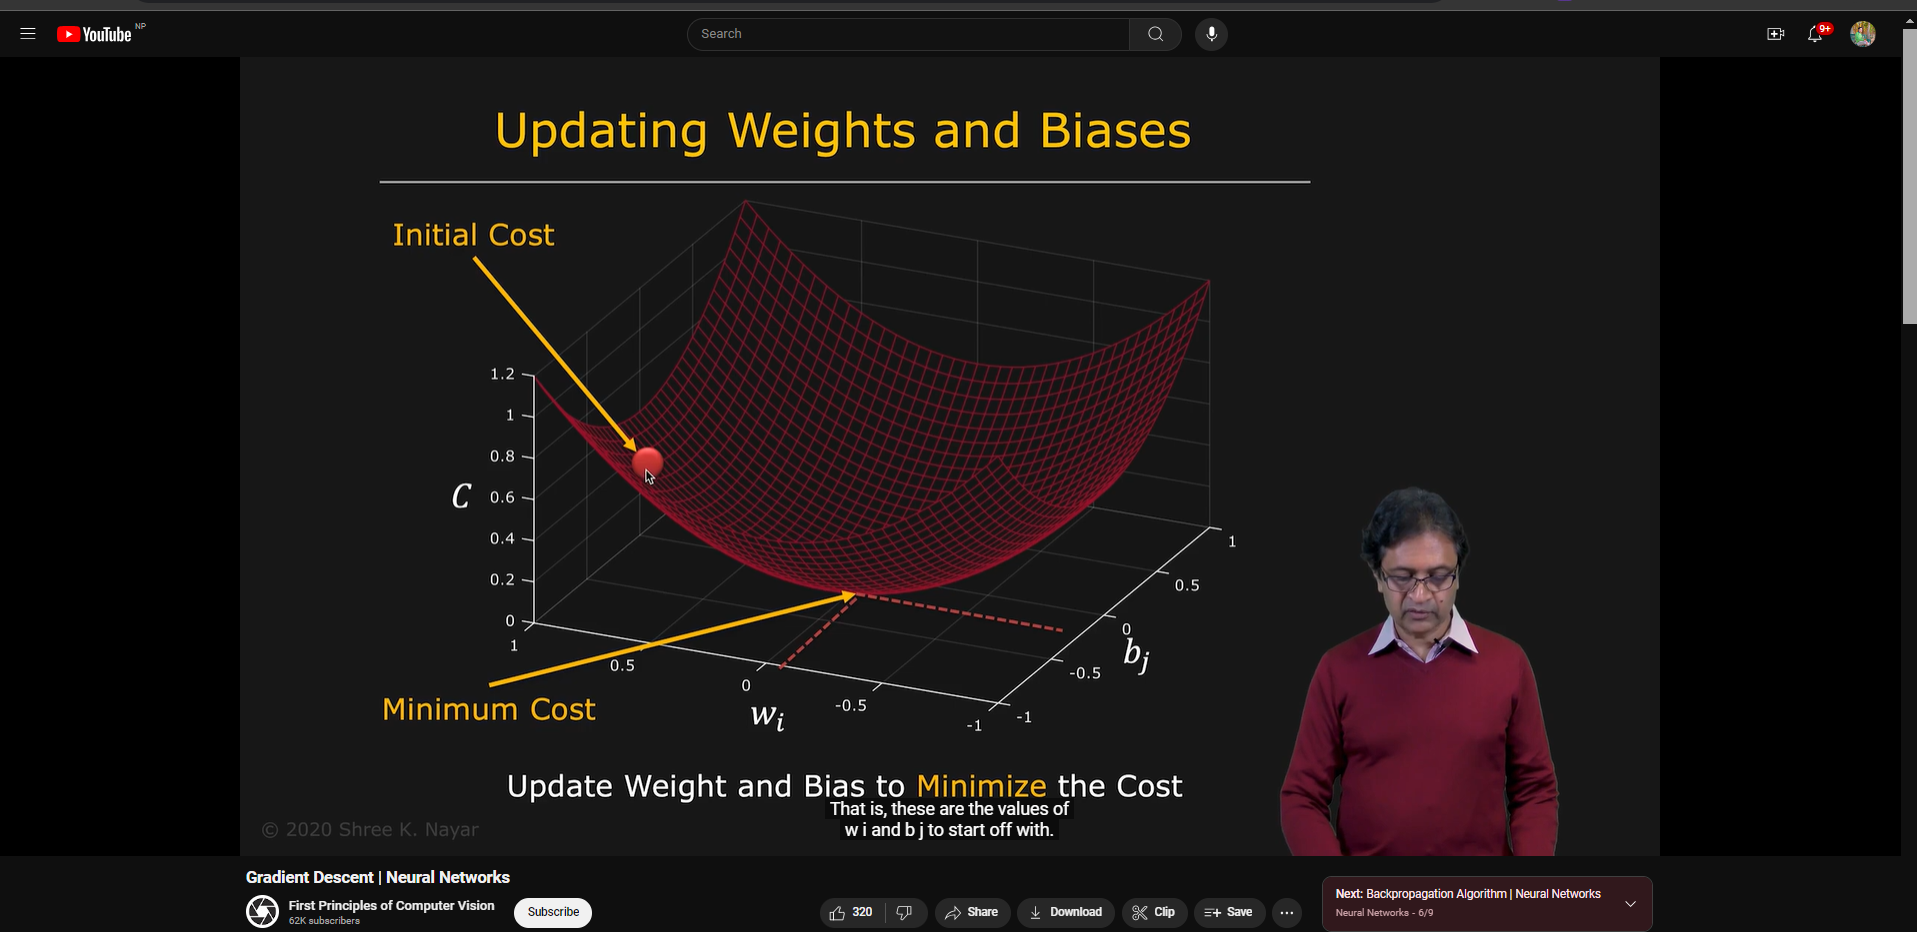 YouTube NP
Search
9+
Updating Weights and Biases
Initial Cost
1.2
1
0.8
C
0.6
0.4
0.2
0
1
0.5
0
-0.5
-1
w_i
-1
-0.5
0
0.5
1
b_j
Minimum Cost
Update Weight and Bias to Minimize the Cost
That is, these are the values of
w i and b j to start off with.
© 2020 Shree K. Nayar
Gradient Descent | Neural Networks
First Principles of Computer Vision
62K subscribers
Subscribe
320
Share
Download
Clip
Save
Next: Backpropagation Algorithm | Neural Networks
Neural Networks - 6/9